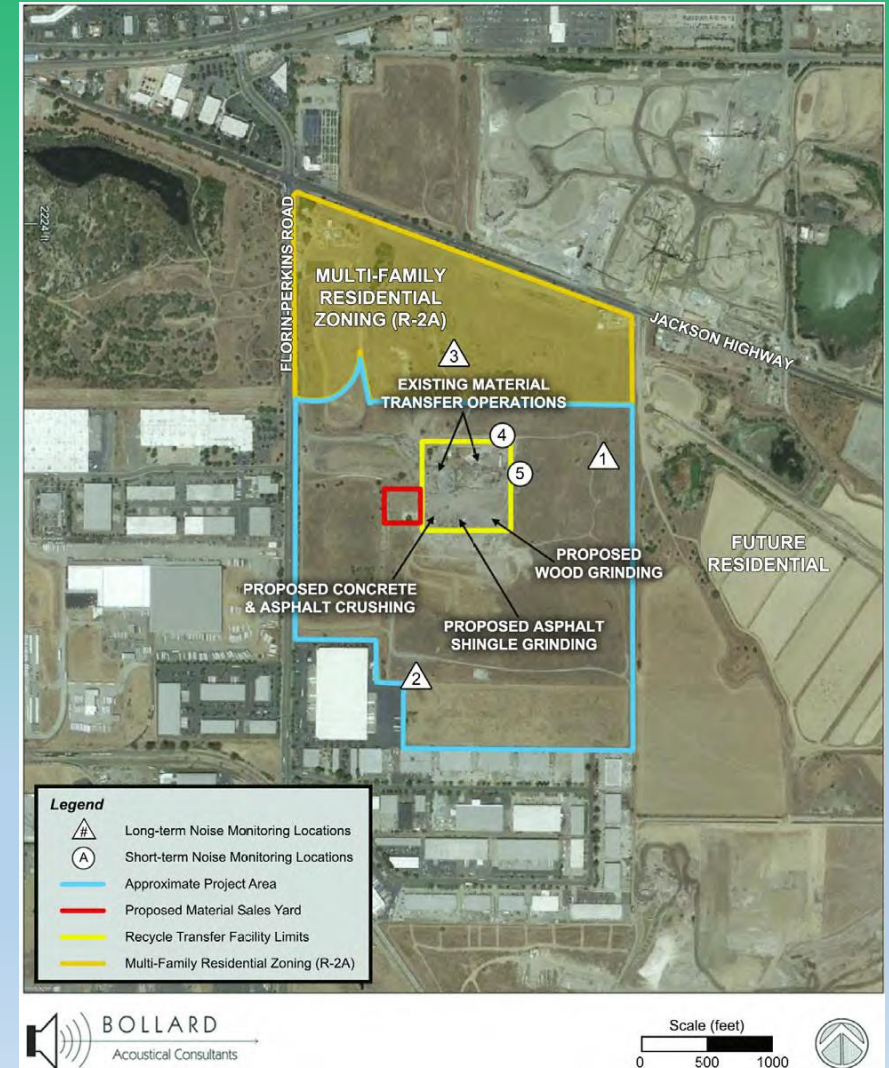 FLORIN-PERKINS ROAD
MULTI-FAMILY
RESIDENTIAL
ZONING (R-2A)
JACKSON HIGHWAY
3
EXISTING MATERIAL
TRANSFER OPERATIONS
4
1
5
PROPOSED
WOOD GRINDING
FUTURE
RESIDENTIAL
PROPOSED CONCRETE
& ASPHALT CRUSHING
PROPOSED ASPHALT
SHINGLE GRINDING
2
2224 ft
Legend
# Long-term Noise Monitoring Locations
A Short-term Noise Monitoring Locations
Approximate Project Area
Proposed Material Sales Yard
Recycle Transfer Facility Limits
Multi-Family Residential Zoning (R-2A)
BOLLARD
Acoustical Consultants
Scale (feet)
0 500 1000